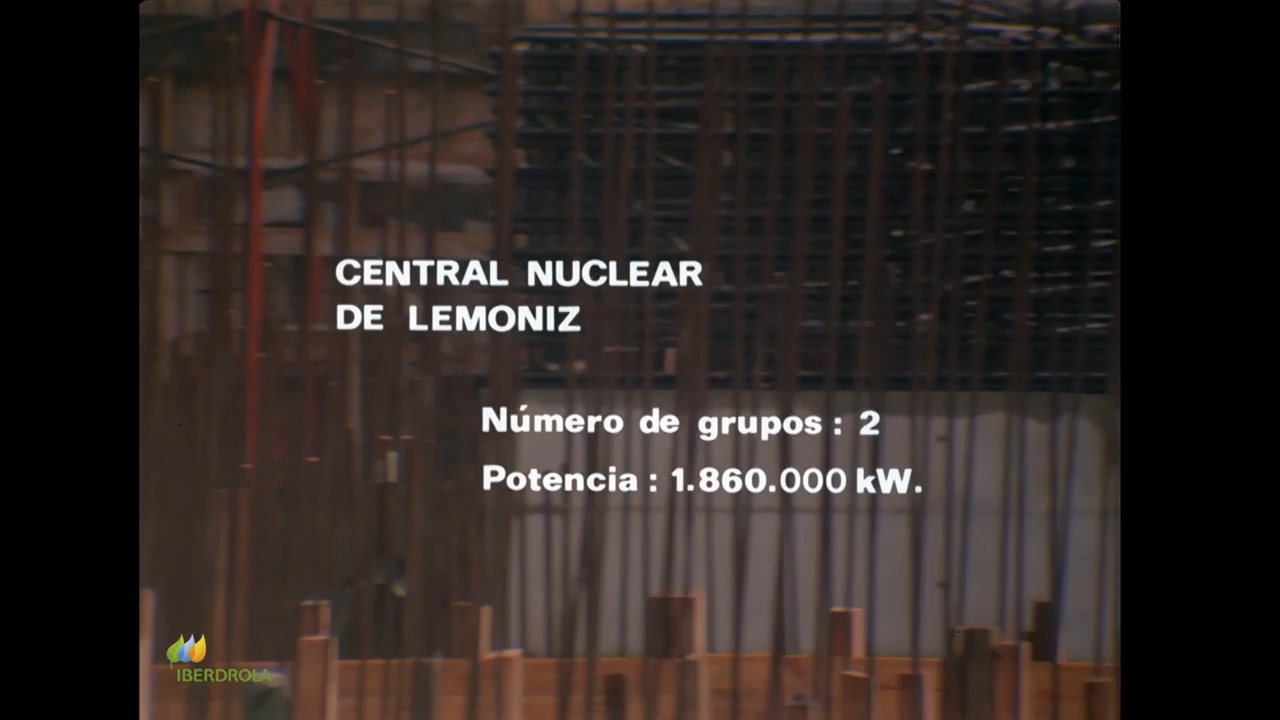 CENTRAL NUCLEAR
DE LEMONIZ
Número de grupos : 2
Potencia : 1.860.000 kW.
IBERDROLA